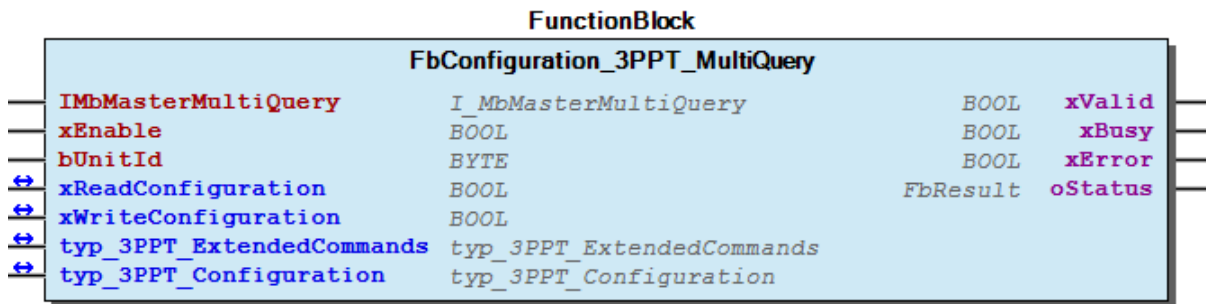 FunctionBlock
FbConfiguration_3PPT_MultiQuery
IMbMasterMultiQuery I_MbMasterMultiQuery BOOL xValid
xEnable BOOL BOOL xBusy
bUnitId BYTE BOOL xError
xReadConfiguration BOOL FbResult oStatus
xWriteConfiguration BOOL
typ_3PPT_ExtendedCommands typ_3PPT_ExtendedCommands
typ_3PPT_Configuration typ_3PPT_Configuration